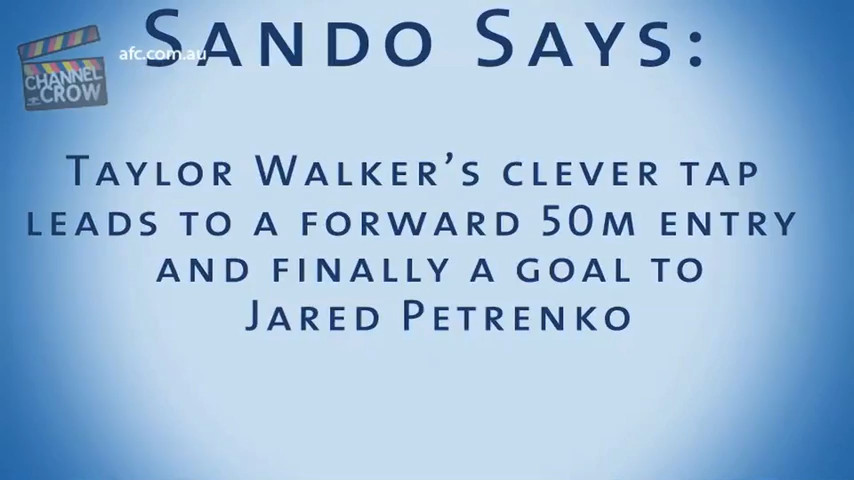 SANDO SAYS:
afc.com.au
CHANNEL
CROW
TAYLOR WALKER'S CLEVER TAP
LEADS TO A FORWARD 50M ENTRY
AND FINALLY A GOAL TO
JARED PETRENKO